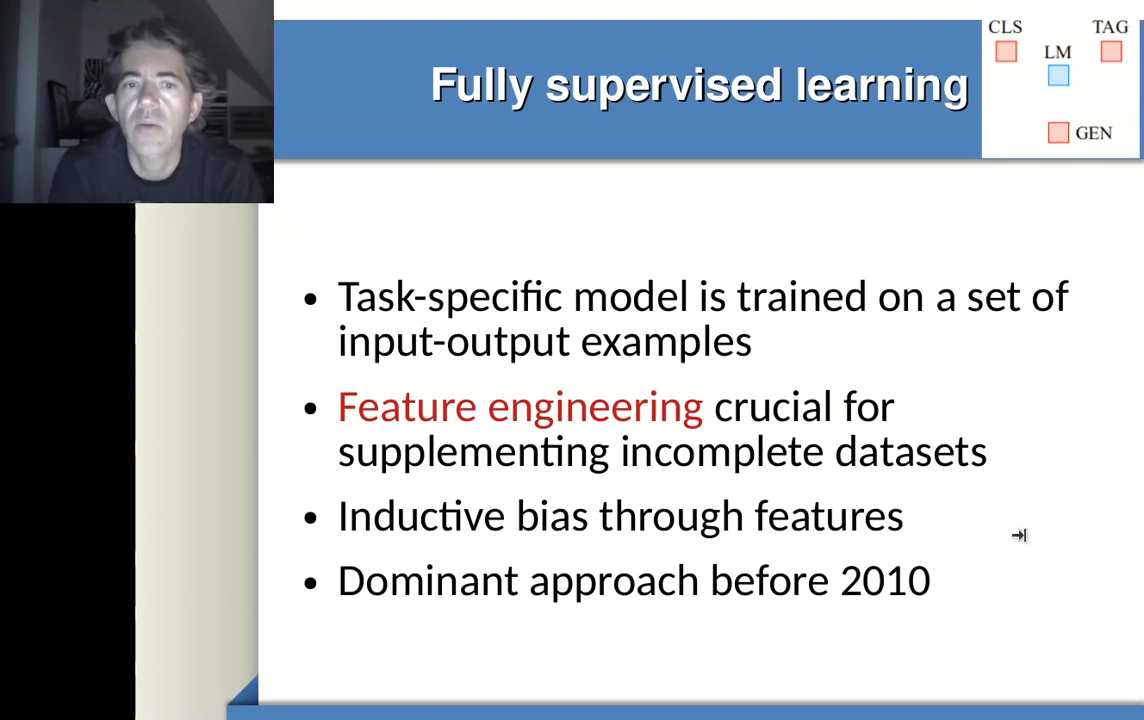 Fully supervised learning
CLS
TAG
LM
GEN
• Task-specific model is trained on a set of
input-output examples
• Feature engineering crucial for
supplementing incomplete datasets
• Inductive bias through features
• Dominant approach before 2010